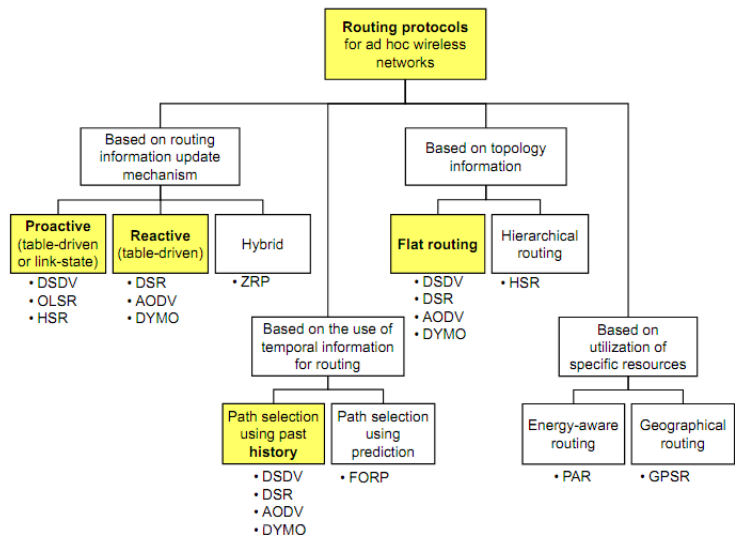 Routing protocols
for ad hoc wireless
networks
Based on routing
information update
mechanism
Based on topology
information
Proactive
(table-driven
or link-state)
• DSDV
• OLSR
• HSR
Reactive
(table-driven)
• DSR
• AODV
• DYMO
Hybrid
• ZRP
Flat routing
• DSDV
• DSR
• AODV
• DYMO
Hierarchical
routing
• HSR
Based on the use of
temporal information
for routing
Based on
utilization of
specific resources
Path selection
using past
history
• DSDV
• DSR
• AODV
• DYMO
Path selection
using
prediction
• FORP
Energy-aware
routing
• PAR
Geographical
routing
• GPSR